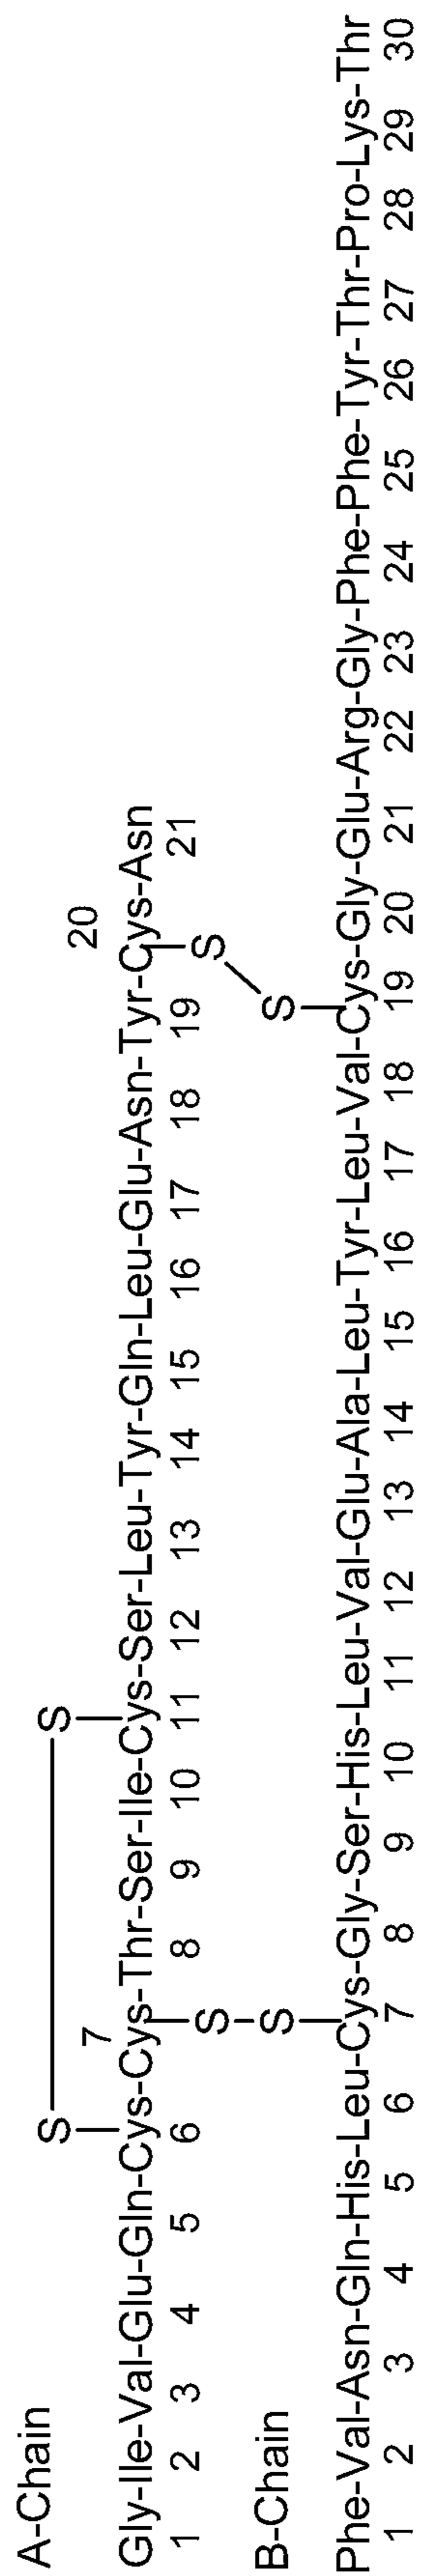 A-Chain
S S
7 20
Gly-Ile-Val-Glu-Gln-Cys-Cys-Thr-Ser-Ile-Cys-Ser-Leu-Tyr-Gln-Leu-Glu-Asn-Tyr-Cys-Asn
1 2 3 4 5 6 8 9 10 11 12 13 14 15 16 17 18 19 21
S S
B-Chain
S S
Phe-Val-Asn-Gln-His-Leu-Cys-Gly-Ser-His-Leu-Val-Glu-Ala-Leu-Tyr-Leu-Val-Cys-Gly-Glu-Arg-Gly-Phe-Phe-Tyr-Thr-Pro-Lys-Thr
1 2 3 4 5 6 7 8 9 10 11 12 13 14 15 16 17 18 19 20 21 22 23 24 25 26 27 28 29 30